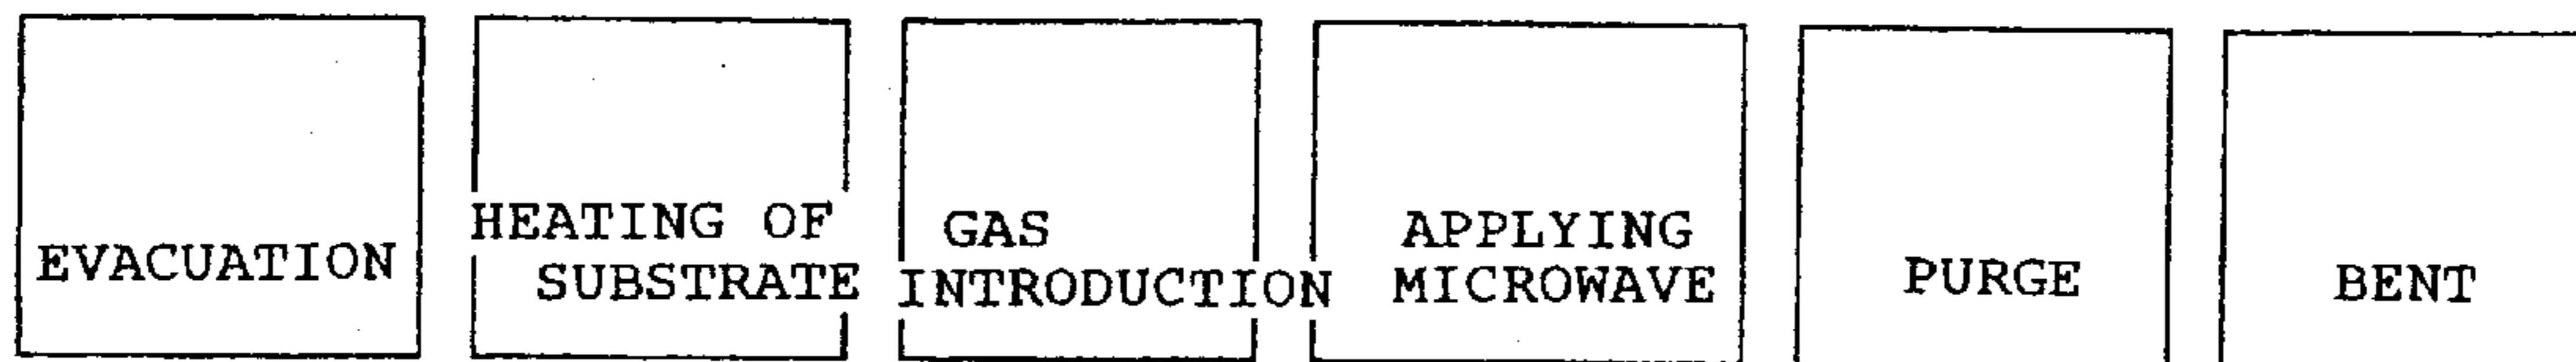 EVACUATION
HEATING OF
SUBSTRATE
GAS
INTRODUCTION
APPLYING
MICROWAVE
PURGE
BENT